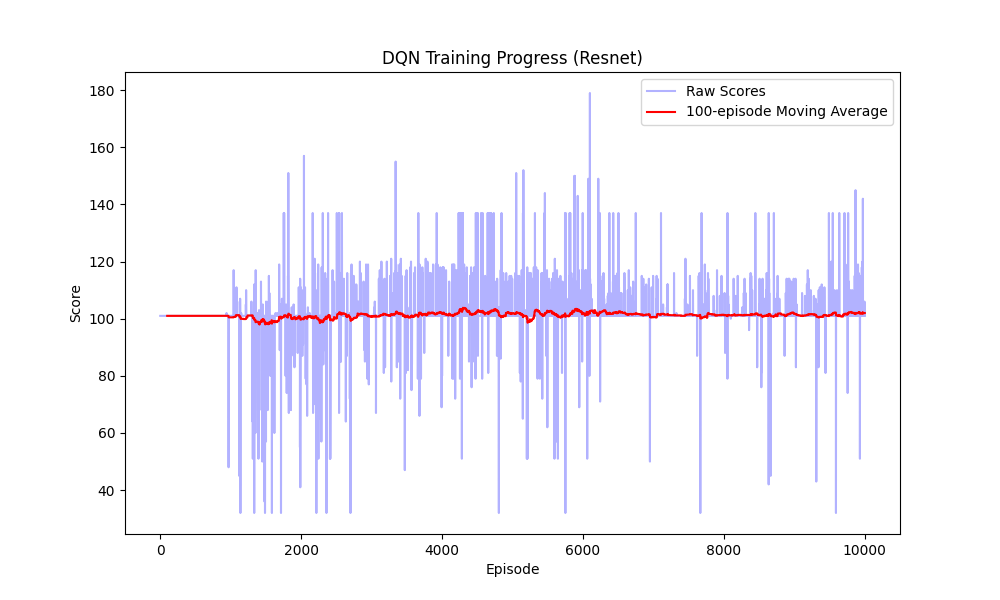 DQN Training Progress (Resnet)
Raw Scores
100-episode Moving Average
Score
180
160
140
120
100
80
60
40
0 2000 4000 6000 8000 10000
Episode